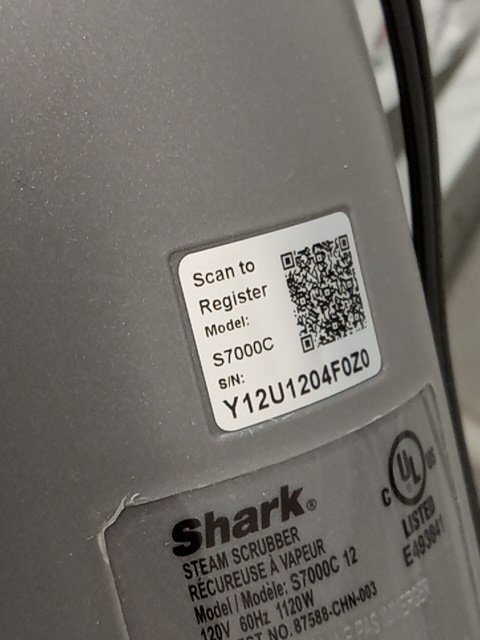 Scan to
Register
Model:
S7000C
S/N:
Y12U1204F0Z0
Shark®
STEAM SCRUBBER
RÉCUREUSE À VAPEUR
Model / Modèle: S7000C 12
120V 60Hz 1120W
NO. 87588-CHN-003
C UL US
LISTED
E493041
PAS